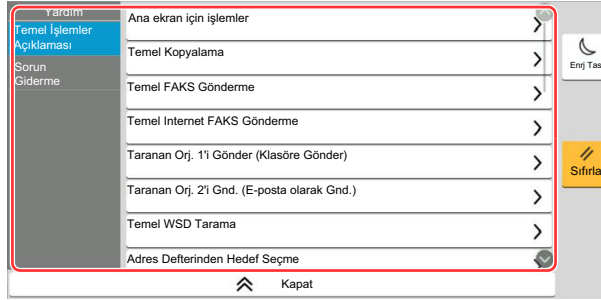 Yardım
Temel İşlemler
Açıklaması
Sorun
Giderme
Ana ekran için işlemler
Temel Kopyalama
Temel FAKS Gönderme
Temel Internet FAKS Gönderme
Taranan Orj. 1'i Gönder (Klasöre Gönder)
Taranan Orj. 2'i Gnd. (E-posta olarak Gnd.)
Temel WSD Tarama
Adres Defterinden Hedef Seçme
Kapat
Enrj Tas
Sıfırla